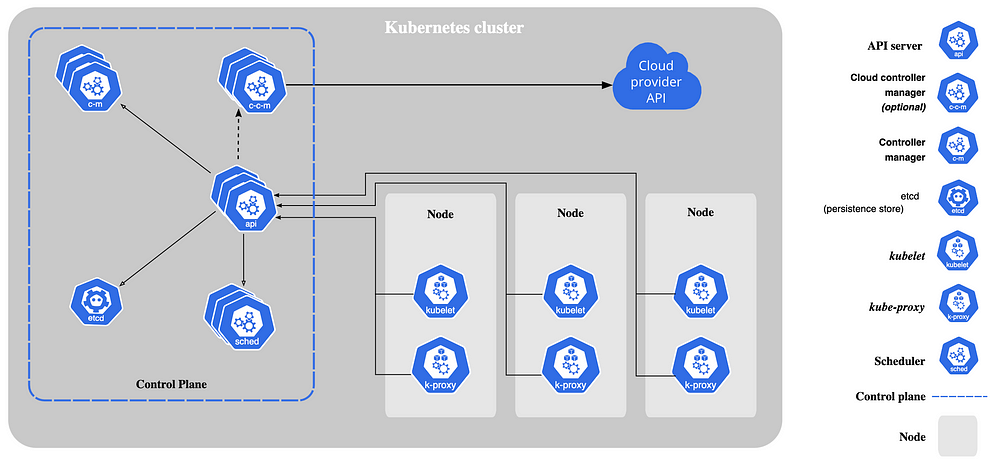 Kubernetes cluster
c-m
c-c-m
Cloud
provider
API
api
etcd
sched
Control Plane
Node
Node
Node
kubelet
kubelet
kubelet
k-proxy
k-proxy
k-proxy
API server
api
Cloud controller
manager
(optional)
c-c-m
Controller
manager
c-m
etcd
(persistence store)
etcd
kubelet
kubelet
kube-proxy
k-proxy
Scheduler
sched
Control plane
Node